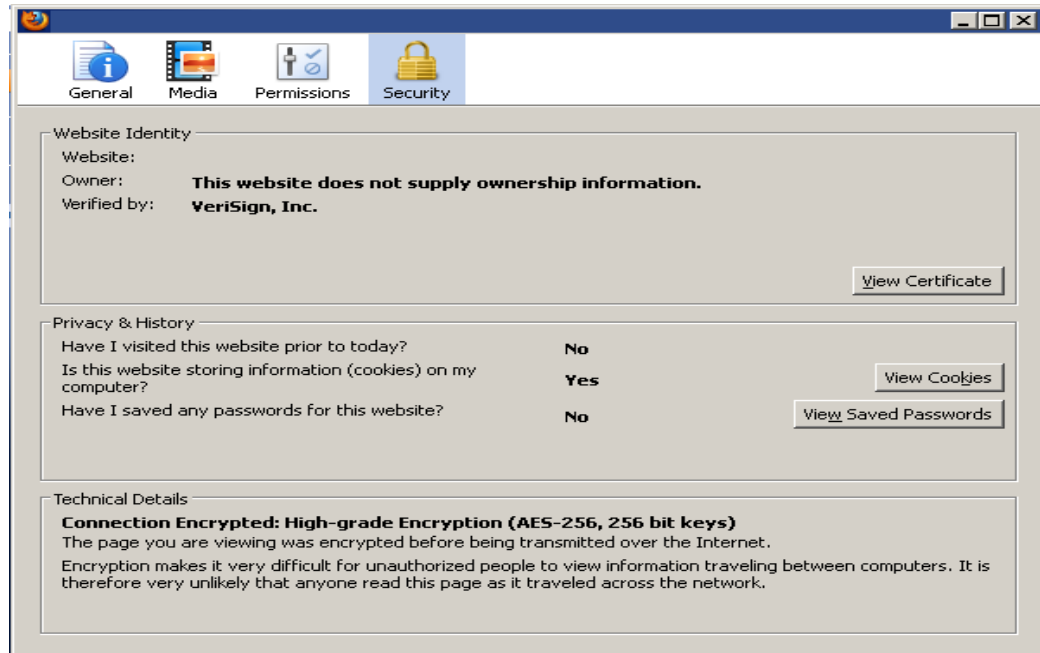 General Media Permissions Security
Website Identity
Website:
Owner: This website does not supply ownership information.
Verified by: VeriSign, Inc.
View Certificate
Privacy & History
Have I visited this website prior to today? No
Is this website storing information (cookies) on my
computer? Yes View Cookies
Have I saved any passwords for this website? No View Saved Passwords
Technical Details
Connection Encrypted: High-grade Encryption (AES-256, 256 bit keys)
The page you are viewing was encrypted before being transmitted over the Internet.
Encryption makes it very difficult for unauthorized people to view information traveling between computers. It is
therefore very unlikely that anyone read this page as it traveled across the network.